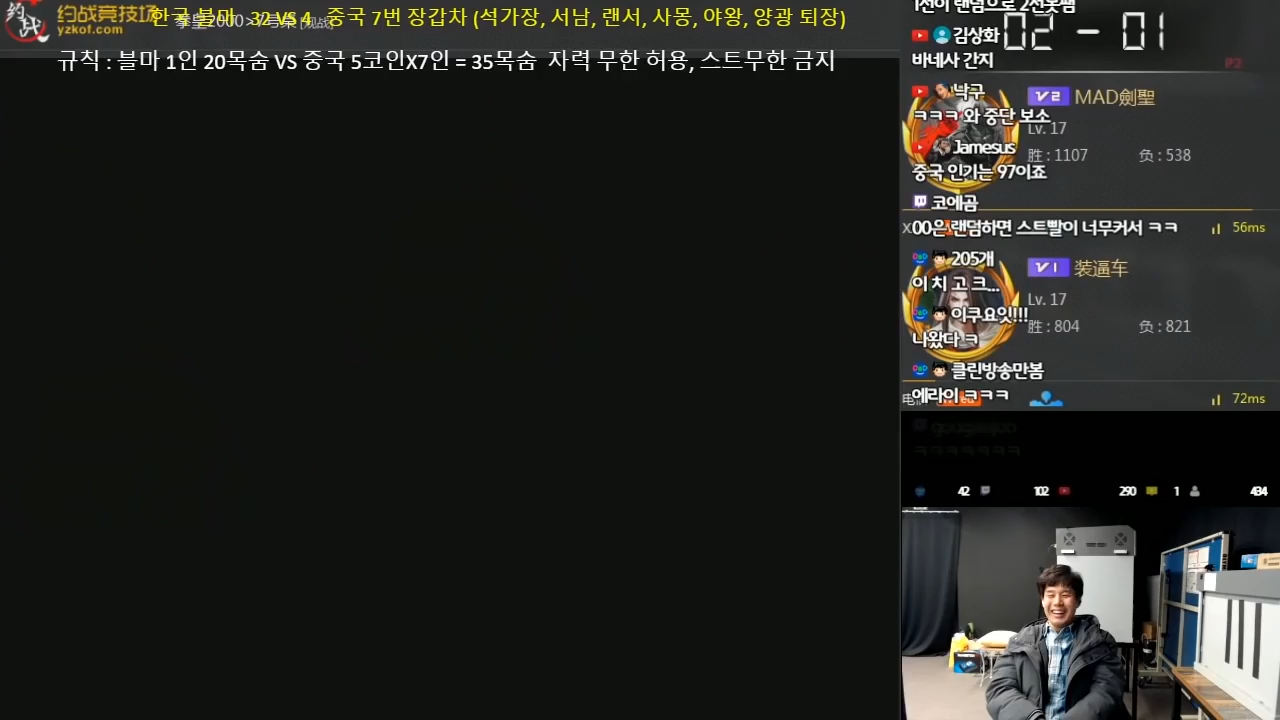 约战竞技场
yzkof.com
한국 블마 32 VS 4 중국 7번 장갑차 (석가장, 서남, 랜서, 사몽, 야왕, 양광 퇴장)
규칙 : 블마 1인 20목숨 VS 중국 5코인X7인 = 35목숨 자력 무한 허용, 스트무한 금지
1선이 랜덤으로 2선못쌤
02 - 01
김상화
바네사 간지
P2
낙구
V2 MAD劍聖
ㅋㅋㅋ 와 중단 보소
Lv. 17
Jamesus
胜 : 1107 负 : 538
중국 인기는 97이죠
코에곰
00은 랜덤하면 스트빨이 너무커서 ㅋㅋ
56ms
205개
V1 装逼车
이 치 고 크...
Lv. 17
이쿠요잇!!!
胜 : 804 负 : 821
나왔다 ㅋ
클린방송만봄
에라이 ㅋㅋㅋ
72ms
ㅋㅋㅋㅋㅋㅋㅋ
42 102 290 1 434